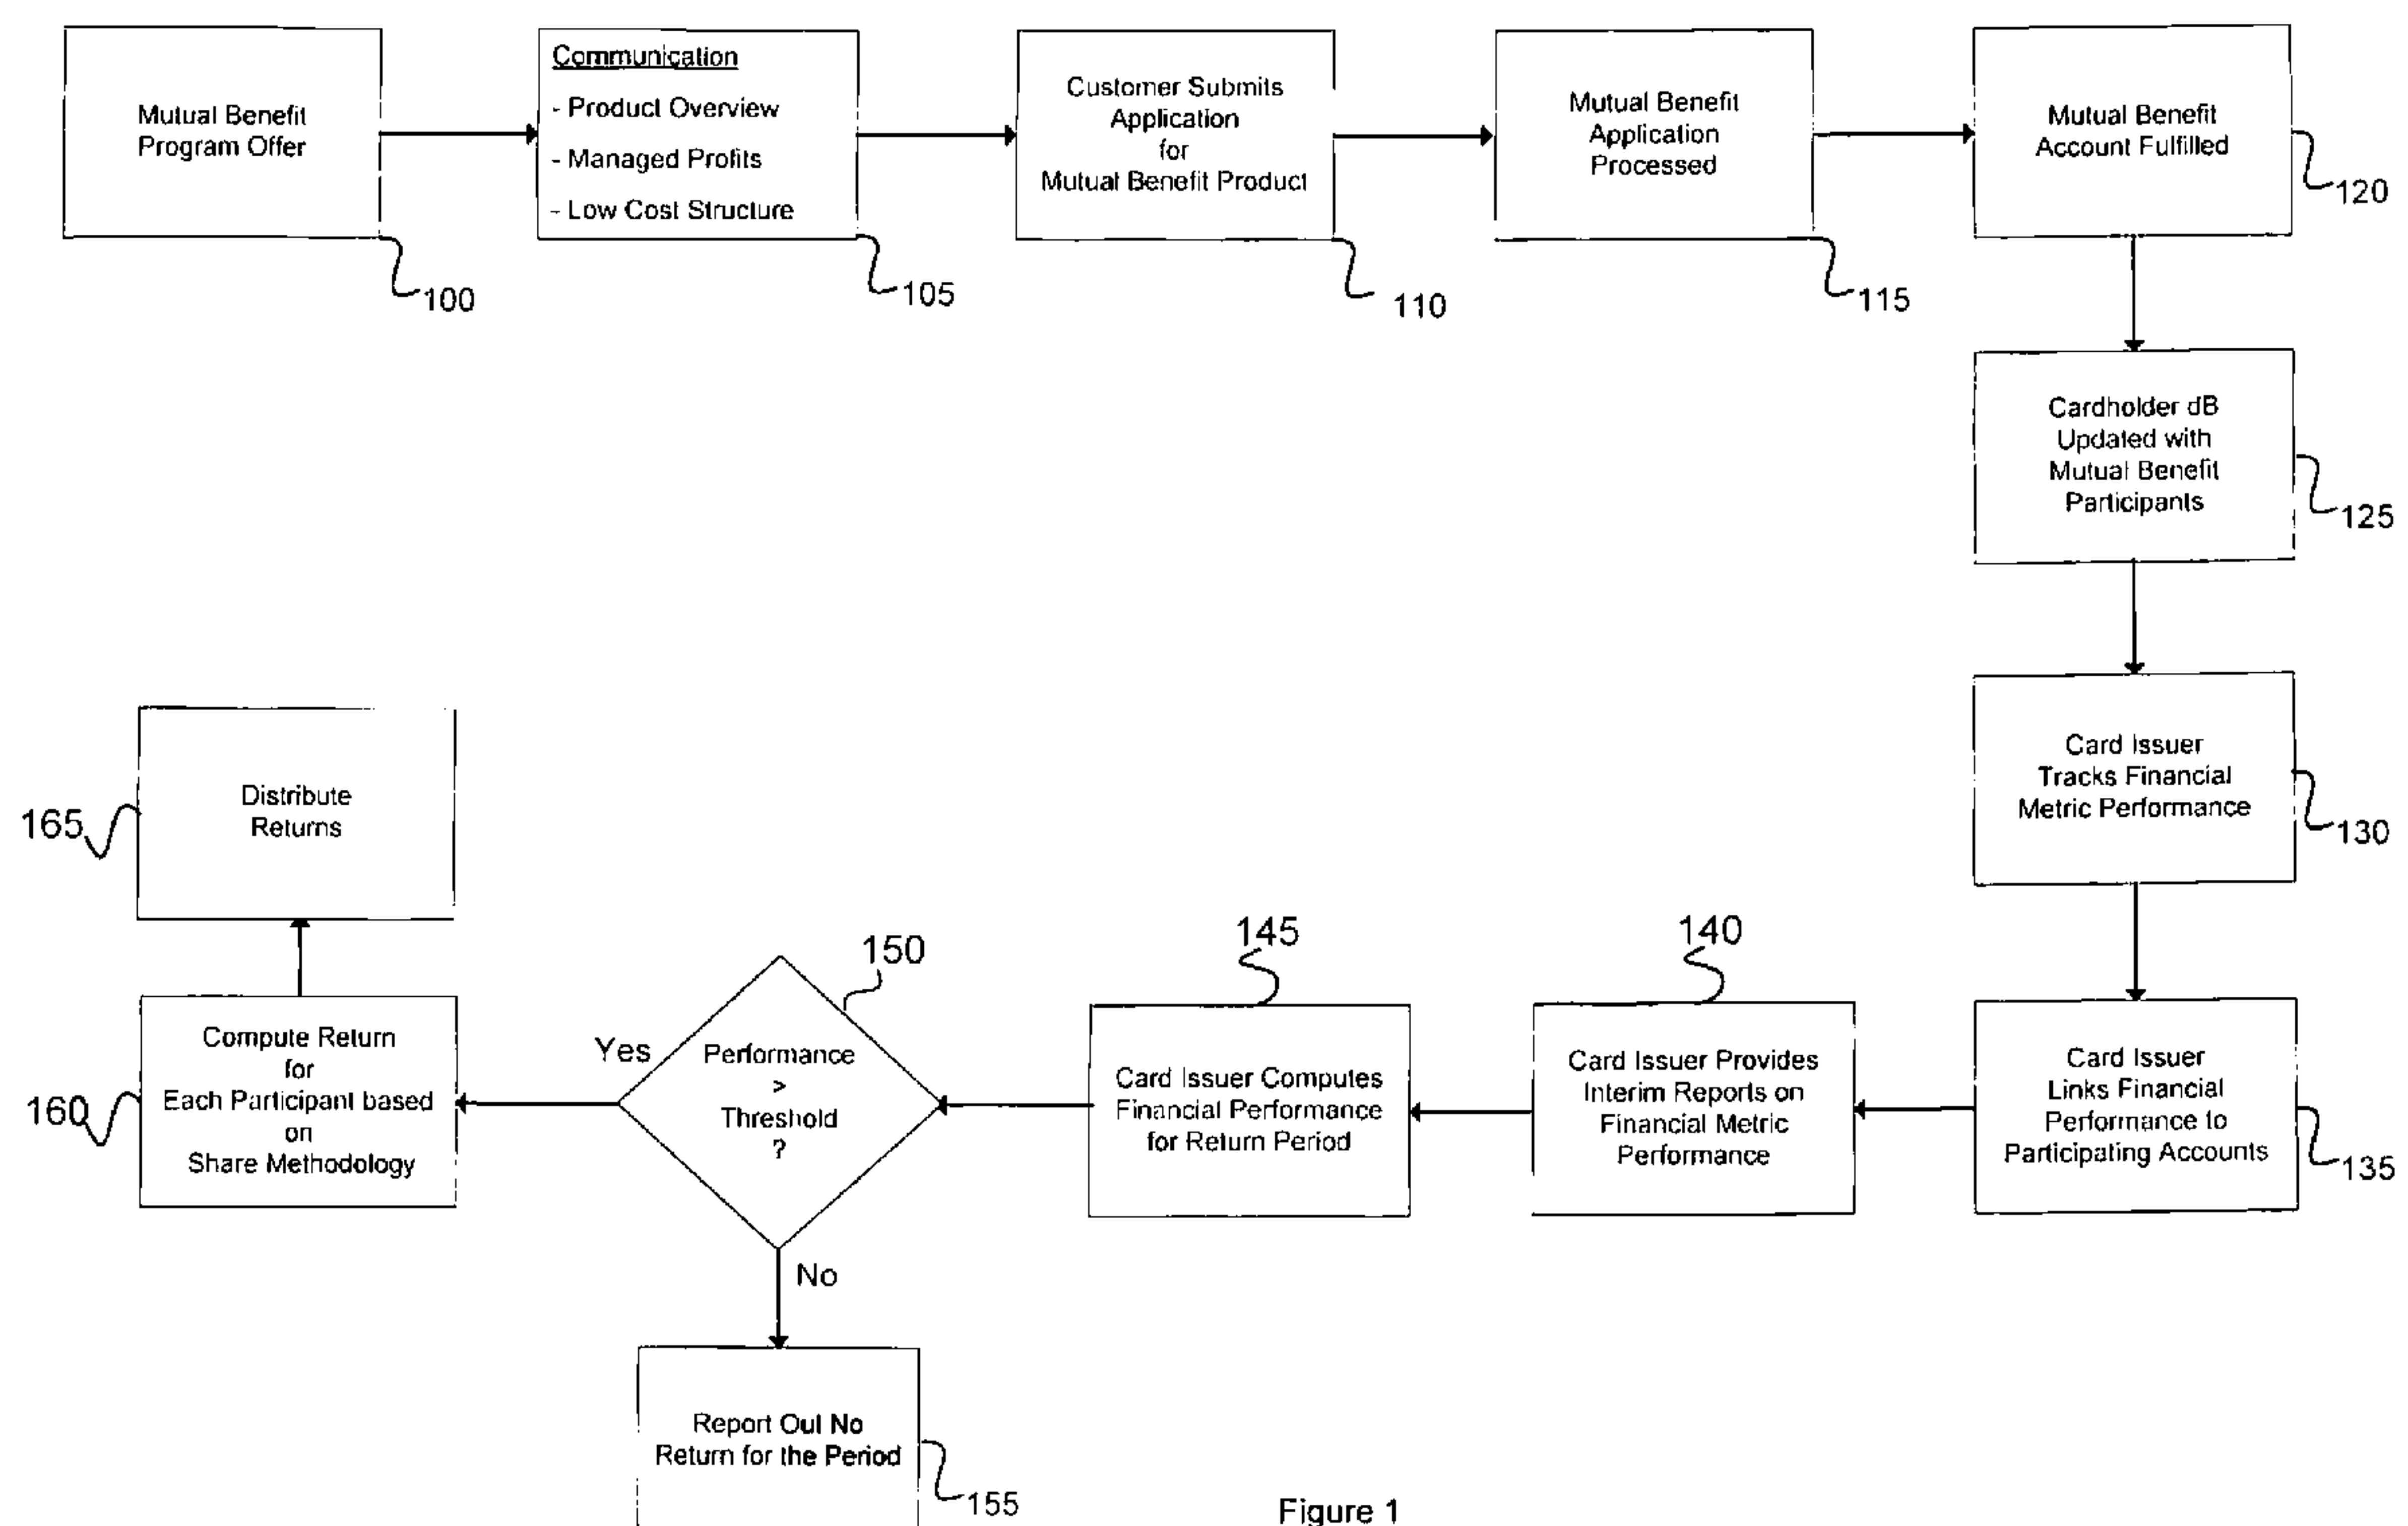 Mutual Benefit
Program Offer
100
Communication
- Product Overview
- Managed Profits
- Low Cost Structure
105
Customer Submits
Application
for
Mutual Benefit Product
110
Mutual Benefit
Application
Processed
115
Mutual Benefit
Account Fulfilled
120
Cardholder dB
Updated with
Mutual Benefit
Participants
125
Card Issuer
Tracks Financial
Metric Performance
130
Card Issuer
Links Financial
Performance to
Participating Accounts
135
140
Card Issuer Provides
Interim Reports on
Financial Metric
Performance
145
Card Issuer Computes
Financial Performance
for Return Period
150
Performance
>
Threshold
?
Yes
No
Report Out No
Return for the Period
155
Compute Return
for
Each Participant based
on
Share Methodology
160
Distribute
Returns
165
Figure 1